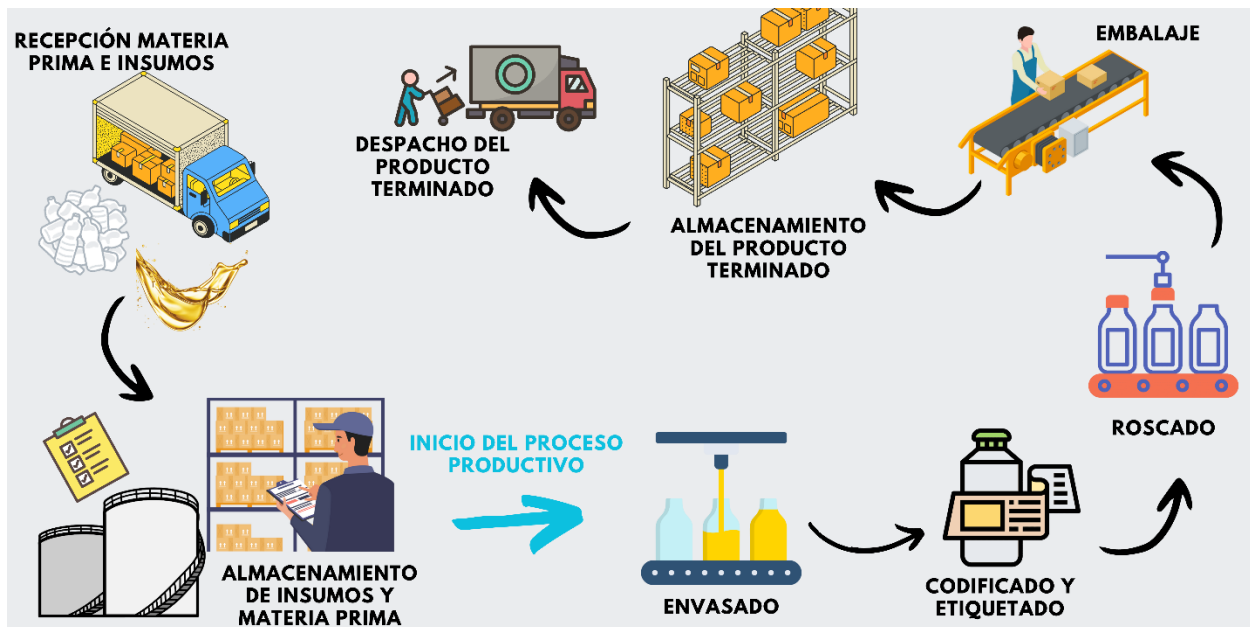 RECEPCIÓN MATERIA
PRIMA E INSUMOS
DESPACHO DEL
PRODUCTO
TERMINADO
ALMACENAMIENTO
DEL PRODUCTO
TERMINADO
EMBALAJE
ROSCADO
INICIO DEL PROCESO
PRODUCTIVO
ALMACENAMIENTO
DE INSUMOS Y
MATERIA PRIMA
ENVASADO
CODIFICADO Y
ETIQUETADO